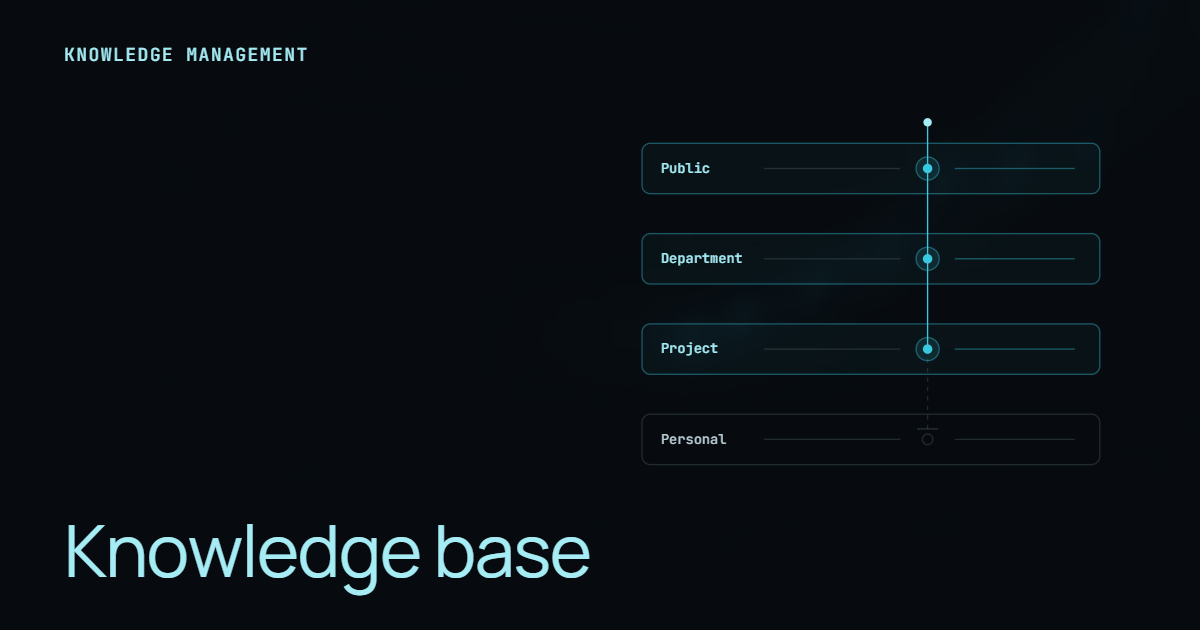 KNOWLEDGE MANAGEMENT
Public
Department
Project
Personal
Knowledge base